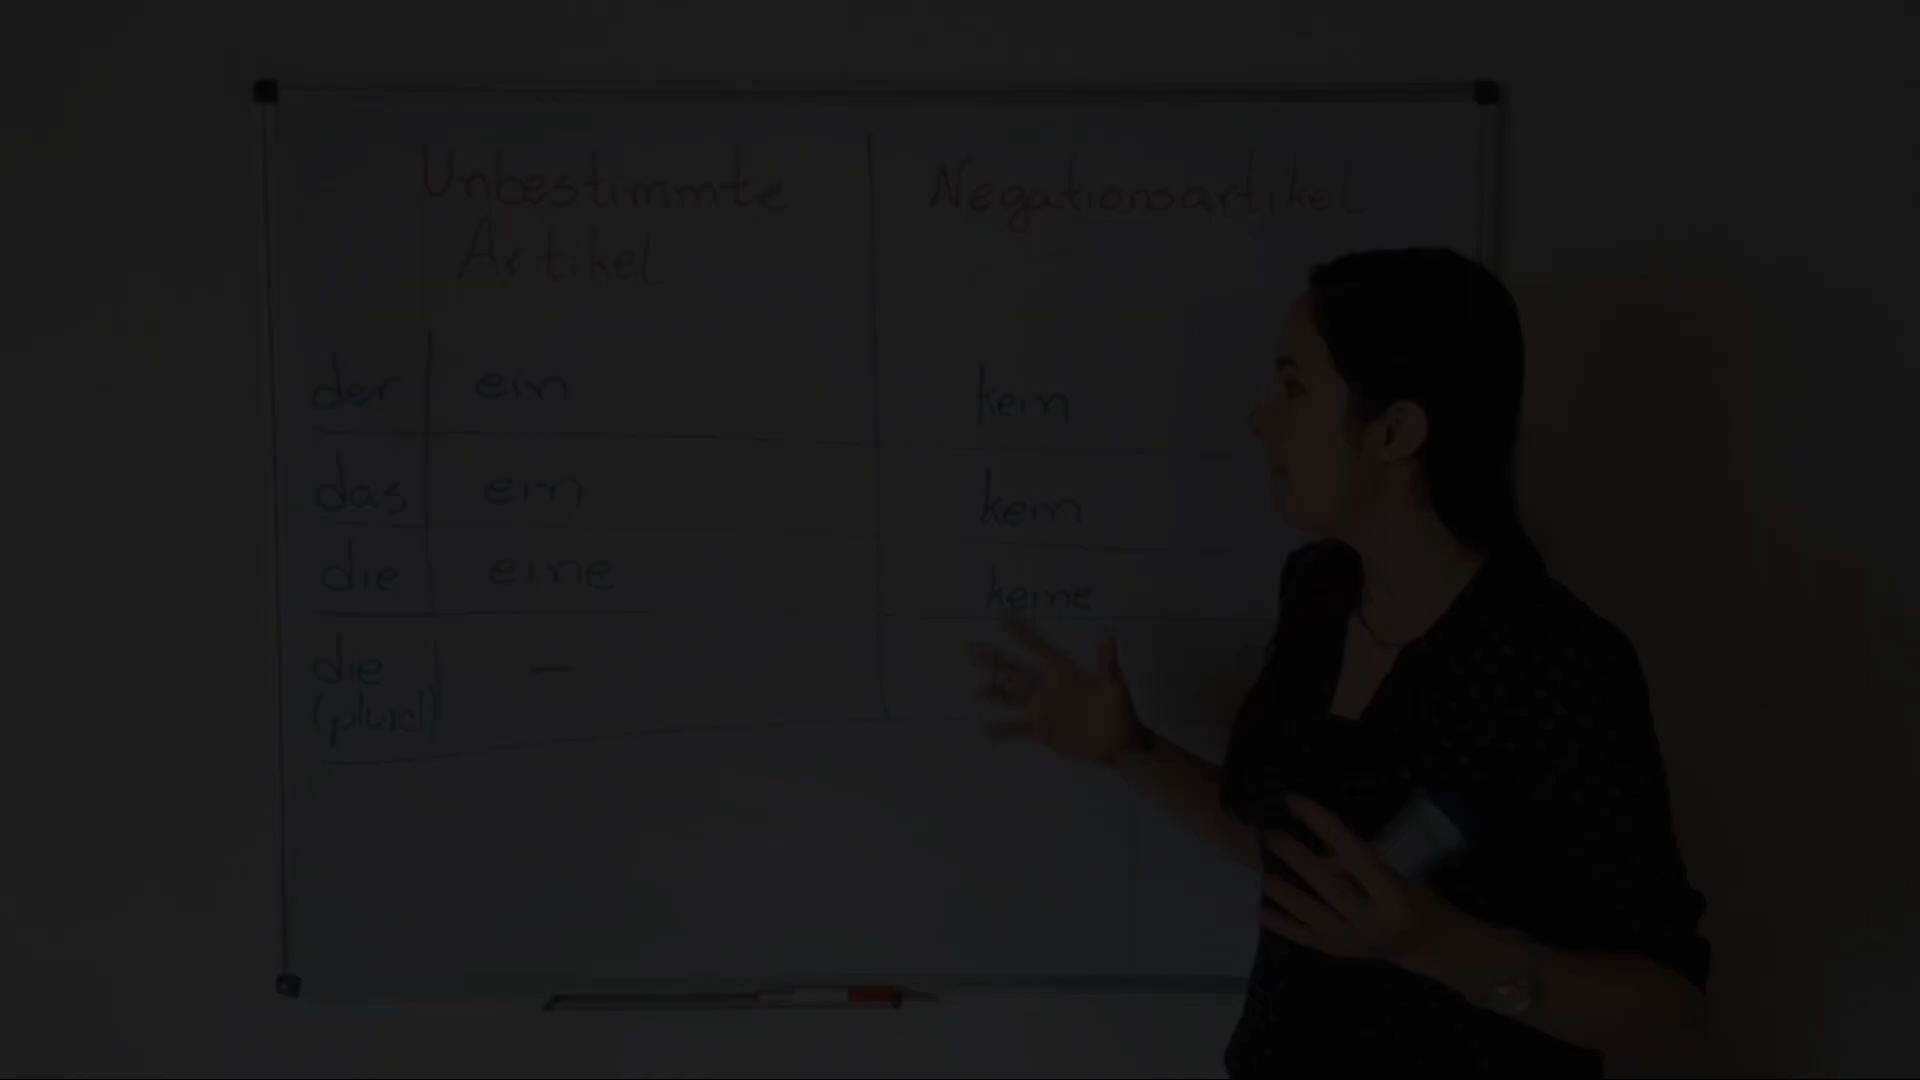 Unbestimmte
Artikel
Negationsartikel
der ein kein
das ein kein
die eine keine
die —
(plural)